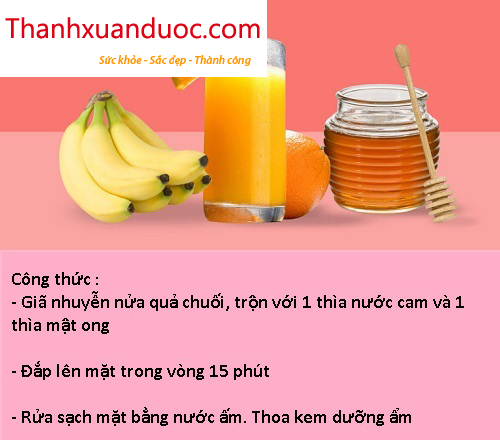 Thanhxuanduoc.com
Sức khỏe - Sắc đẹp - Thành công
Công thức :
- Giã nhuyễn nửa quả chuối, trộn với 1 thìa nước cam và 1
thìa mật ong
- Đắp lên mặt trong vòng 15 phút
- Rửa sạch mặt bằng nước ấm. Thoa kem dưỡng ẩm